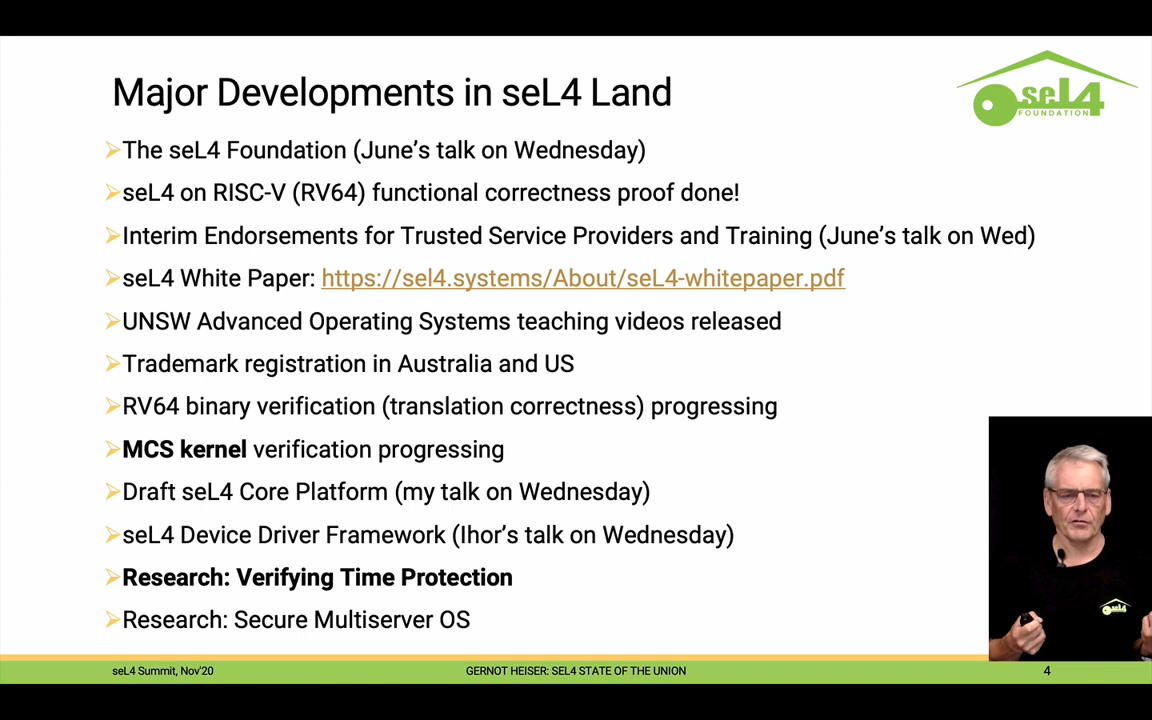 Major Developments in seL4 Land
seL4
FOUNDATION
The seL4 Foundation (June's talk on Wednesday)
seL4 on RISC-V (RV64) functional correctness proof done!
Interim Endorsements for Trusted Service Providers and Training (June's talk on Wed)
seL4 White Paper: https://sel4.systems/About/seL4-whitepaper.pdf
UNSW Advanced Operating Systems teaching videos released
Trademark registration in Australia and US
RV64 binary verification (translation correctness) progressing
MCS kernel verification progressing
Draft seL4 Core Platform (my talk on Wednesday)
seL4 Device Driver Framework (Ihor's talk on Wednesday)
Research: Verifying Time Protection
Research: Secure Multiserver OS
seL4
seL4 Summit, Nov'20
GERNOT HEISER: SEL4 STATE OF THE UNION
4